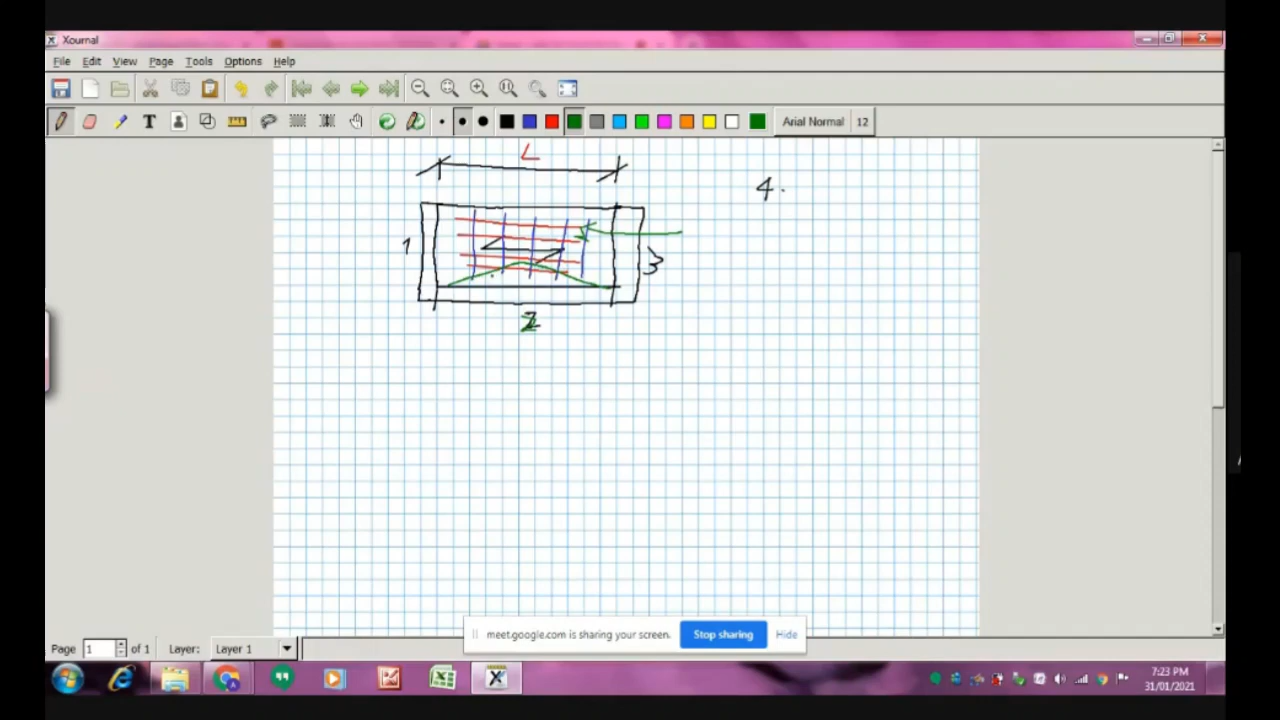 Xournal
File Edit View Page Tools Options Help
T Arial Normal 12
L
4.
1
3
2
meet.google.com is sharing your screen. Stop sharing Hide
Page 1 of 1 Layer: Layer 1
7:23 PM
31/01/2021